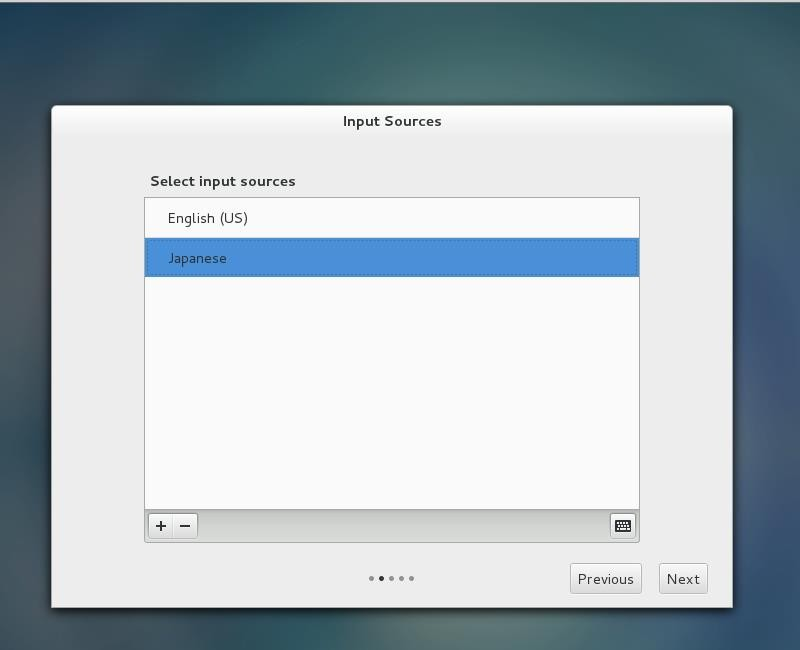 Input Sources
Select input sources
English (US)
Japanese
+ −
Previous Next